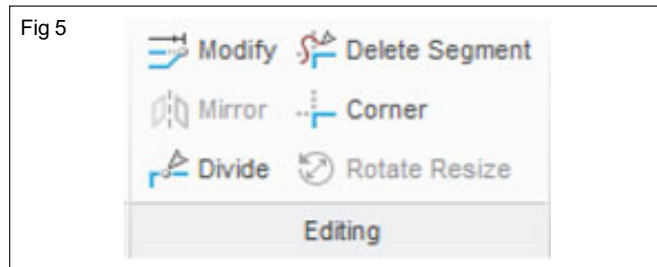 Fig 5
Modify Delete Segment
Mirror Corner
Divide Rotate Resize
Editing